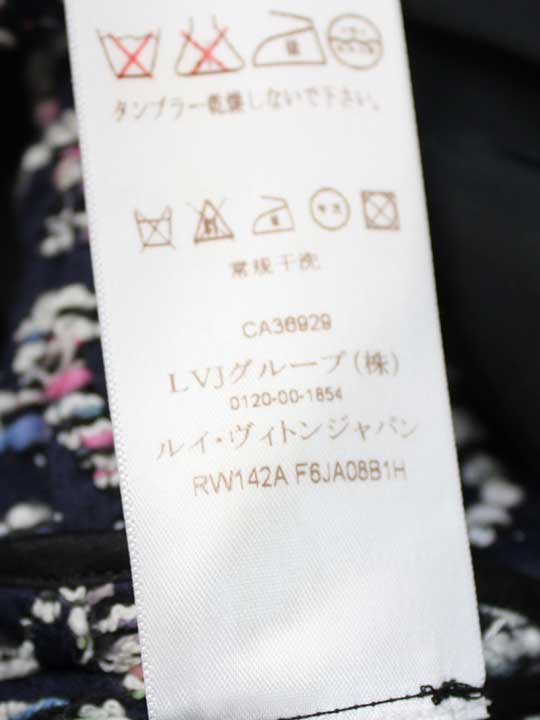 タンブラー乾燥しないで下さい。
常规干洗
CA36929
LVJグループ(株)
0120-00-1854
ルイ・ヴィトンジャパン
RW142A F6JA08B1H